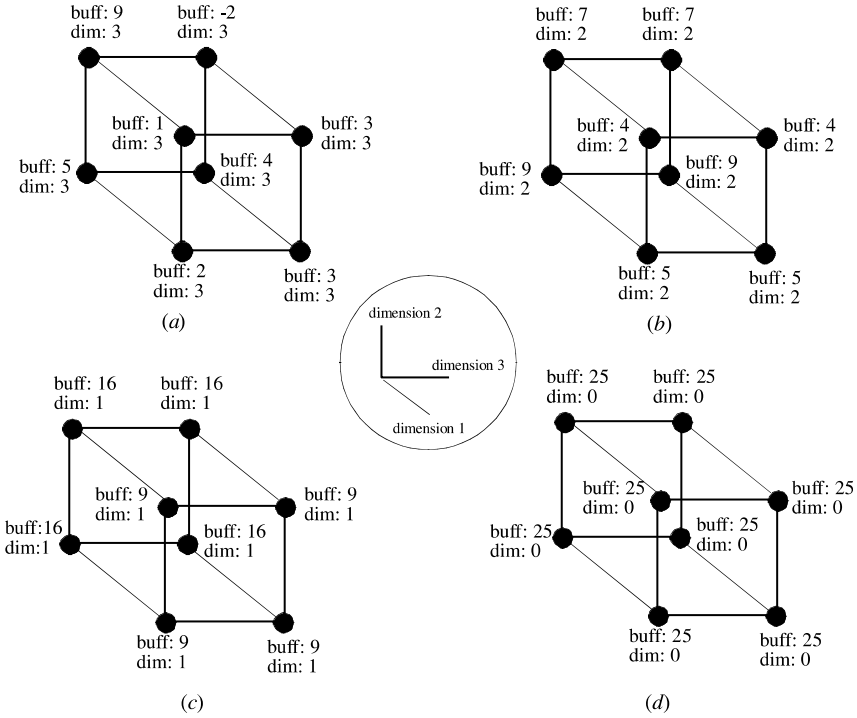 buff: 9
dim: 3
buff: -2
dim: 3
buff: 1
dim: 3
buff: 3
dim: 3
buff: 5
dim: 3
buff: 4
dim: 3
buff: 2
dim: 3
buff: 3
dim: 3
(a)
buff: 7
dim: 2
buff: 7
dim: 2
buff: 4
dim: 2
buff: 4
dim: 2
buff: 9
dim: 2
buff: 9
dim: 2
buff: 5
dim: 2
buff: 5
dim: 2
(b)
dimension 2
dimension 3
dimension 1
buff: 16
dim: 1
buff: 16
dim: 1
buff: 9
dim: 1
buff: 9
dim: 1
buff:16
dim:1
buff: 16
dim: 1
buff: 9
dim: 1
buff: 9
dim: 1
(c)
buff: 25
dim: 0
buff: 25
dim: 0
buff: 25
dim: 0
buff: 25
dim: 0
buff: 25
dim: 0
buff: 25
dim: 0
buff: 25
dim: 0
buff: 25
dim: 0
(d)